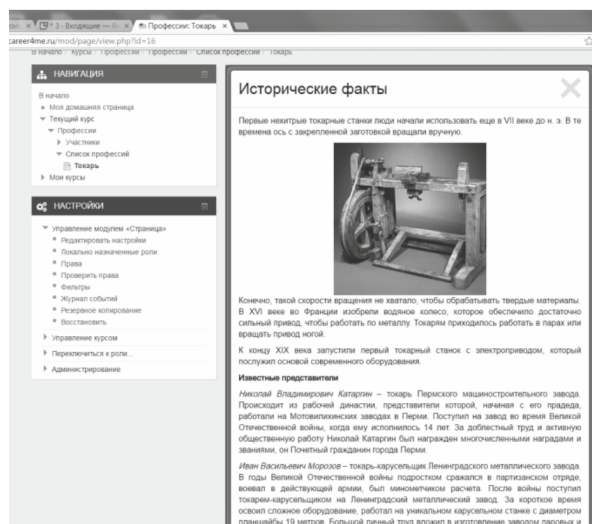 * 3 - Входящие —
Профессии: Токарь
career4me.ru/mod/page/view.php?id=16
В начало / Курсы / Профессии / Профессии / Список профессий / Токарь
НАВИГАЦИЯ
В начало
Моя домашняя страница
Текущий курс
Профессии
Участники
Список профессий
Токарь
Мои курсы
НАСТРОЙКИ
Управление модулем «Страница»
Редактировать настройки
Локально назначенные роли
Права
Проверить права
Фильтры
Журнал событий
Резервное копирование
Восстановить
Управление курсом
Переключиться к роли...
Администрирование
Исторические факты
Первые нехитрые токарные станки люди начали использовать еще в VII веке до н. э. В те
времена ось с закрепленной заготовкой вращали вручную.
Конечно, такой скорости вращения не хватало, чтобы обрабатывать твердые материалы.
В XVI веке во Франции изобрели водяное колесо, которое обеспечило достаточно
сильный привод, чтобы работать по металлу. Токарям приходилось работать в парах или
вращать привод ногой.
К концу XIX века запустили первый токарный станок с электроприводом, который
послужил основой современного оборудования.
Известные представители
Николай Владимирович Катаргин – токарь Пермского машиностроительного завода.
Происходит из рабочей династии, представители которой, начиная с его прадеда,
работали на Мотовилихинских заводах в Перми. Поступил на завод во время Великой
Отечественной войны, когда ему исполнилось 14 лет. За доблестный труд и активную
общественную работу Николай Катаргин был награжден многочисленными наградами и
званиями, он Почетный гражданин города Перми.
Иван Васильевич Морозов – токарь-карусельщик Ленинградского металлического завода.
В годы Великой Отечественной войны подростком сражался в партизанском отряде,
воевал в действующей армии, был минометчиком расчета. После войны поступил
токарем-карусельщиком на Ленинградский металлический завод. За короткое время
освоил сложное оборудование, работал на уникальном карусельном станке с диаметром
планшайбы 19 метров. Большой личный труд вложил в изготовление заводом паровых и